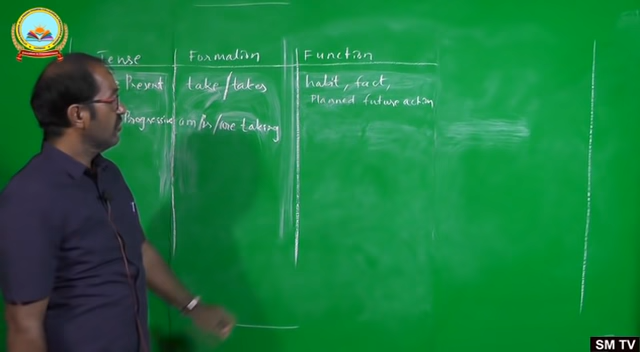 Tense Formation Function
Present take/takes habit, fact,
Planned future action
Progressive am/is/are taking
SM TV